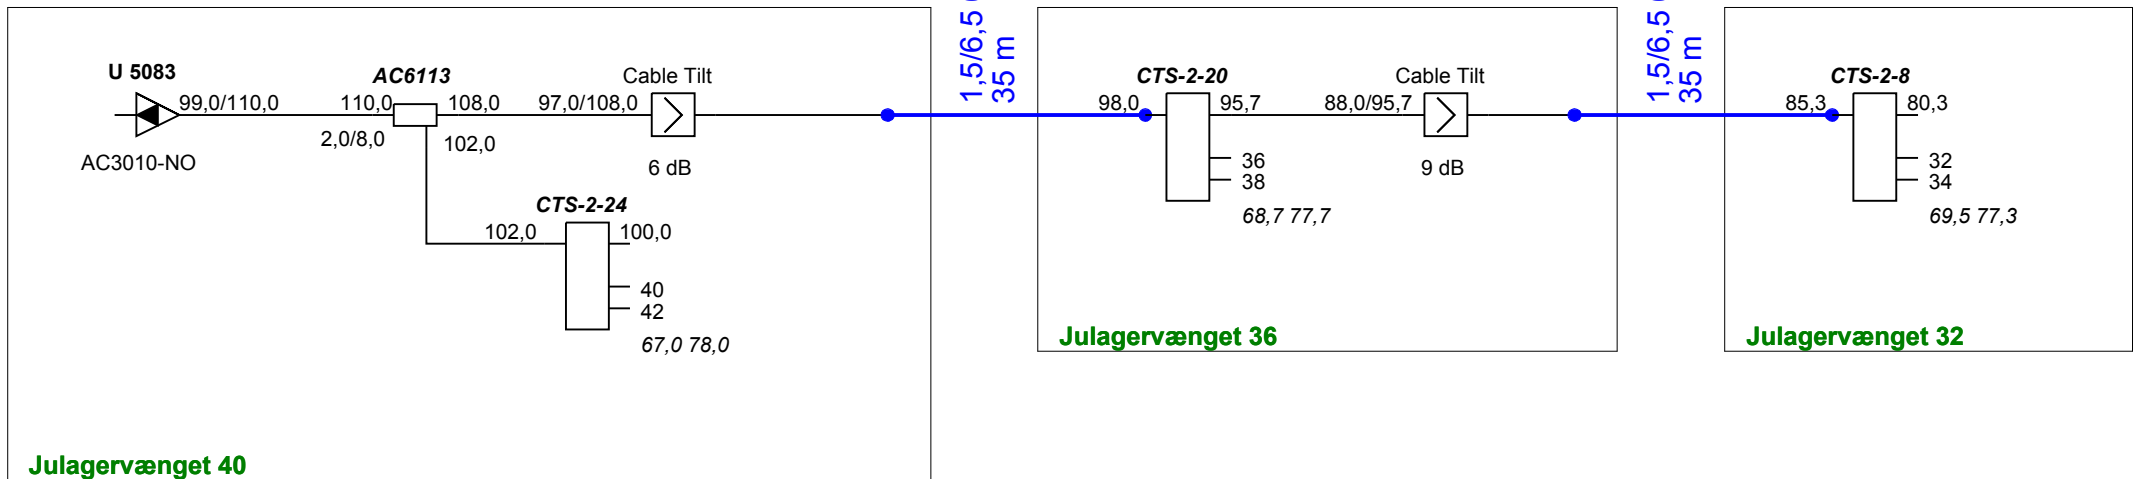 U 5083
99,0/110,0
AC3010-NO
AC6113
110,0
108,0
2,0/8,0
102,0
Cable Tilt
97,0/108,0
6 dB
CTS-2-24
102,0
100,0
40
42
67,0 78,0
Julagervænget 40
1,5/6,5
35 m
CTS-2-20
98,0
95,7
36
38
68,7 77,7
Cable Tilt
88,0/95,7
9 dB
Julagervænget 36
1,5/6,5
35 m
CTS-2-8
85,3
80,3
32
34
69,5 77,3
Julagervænget 32